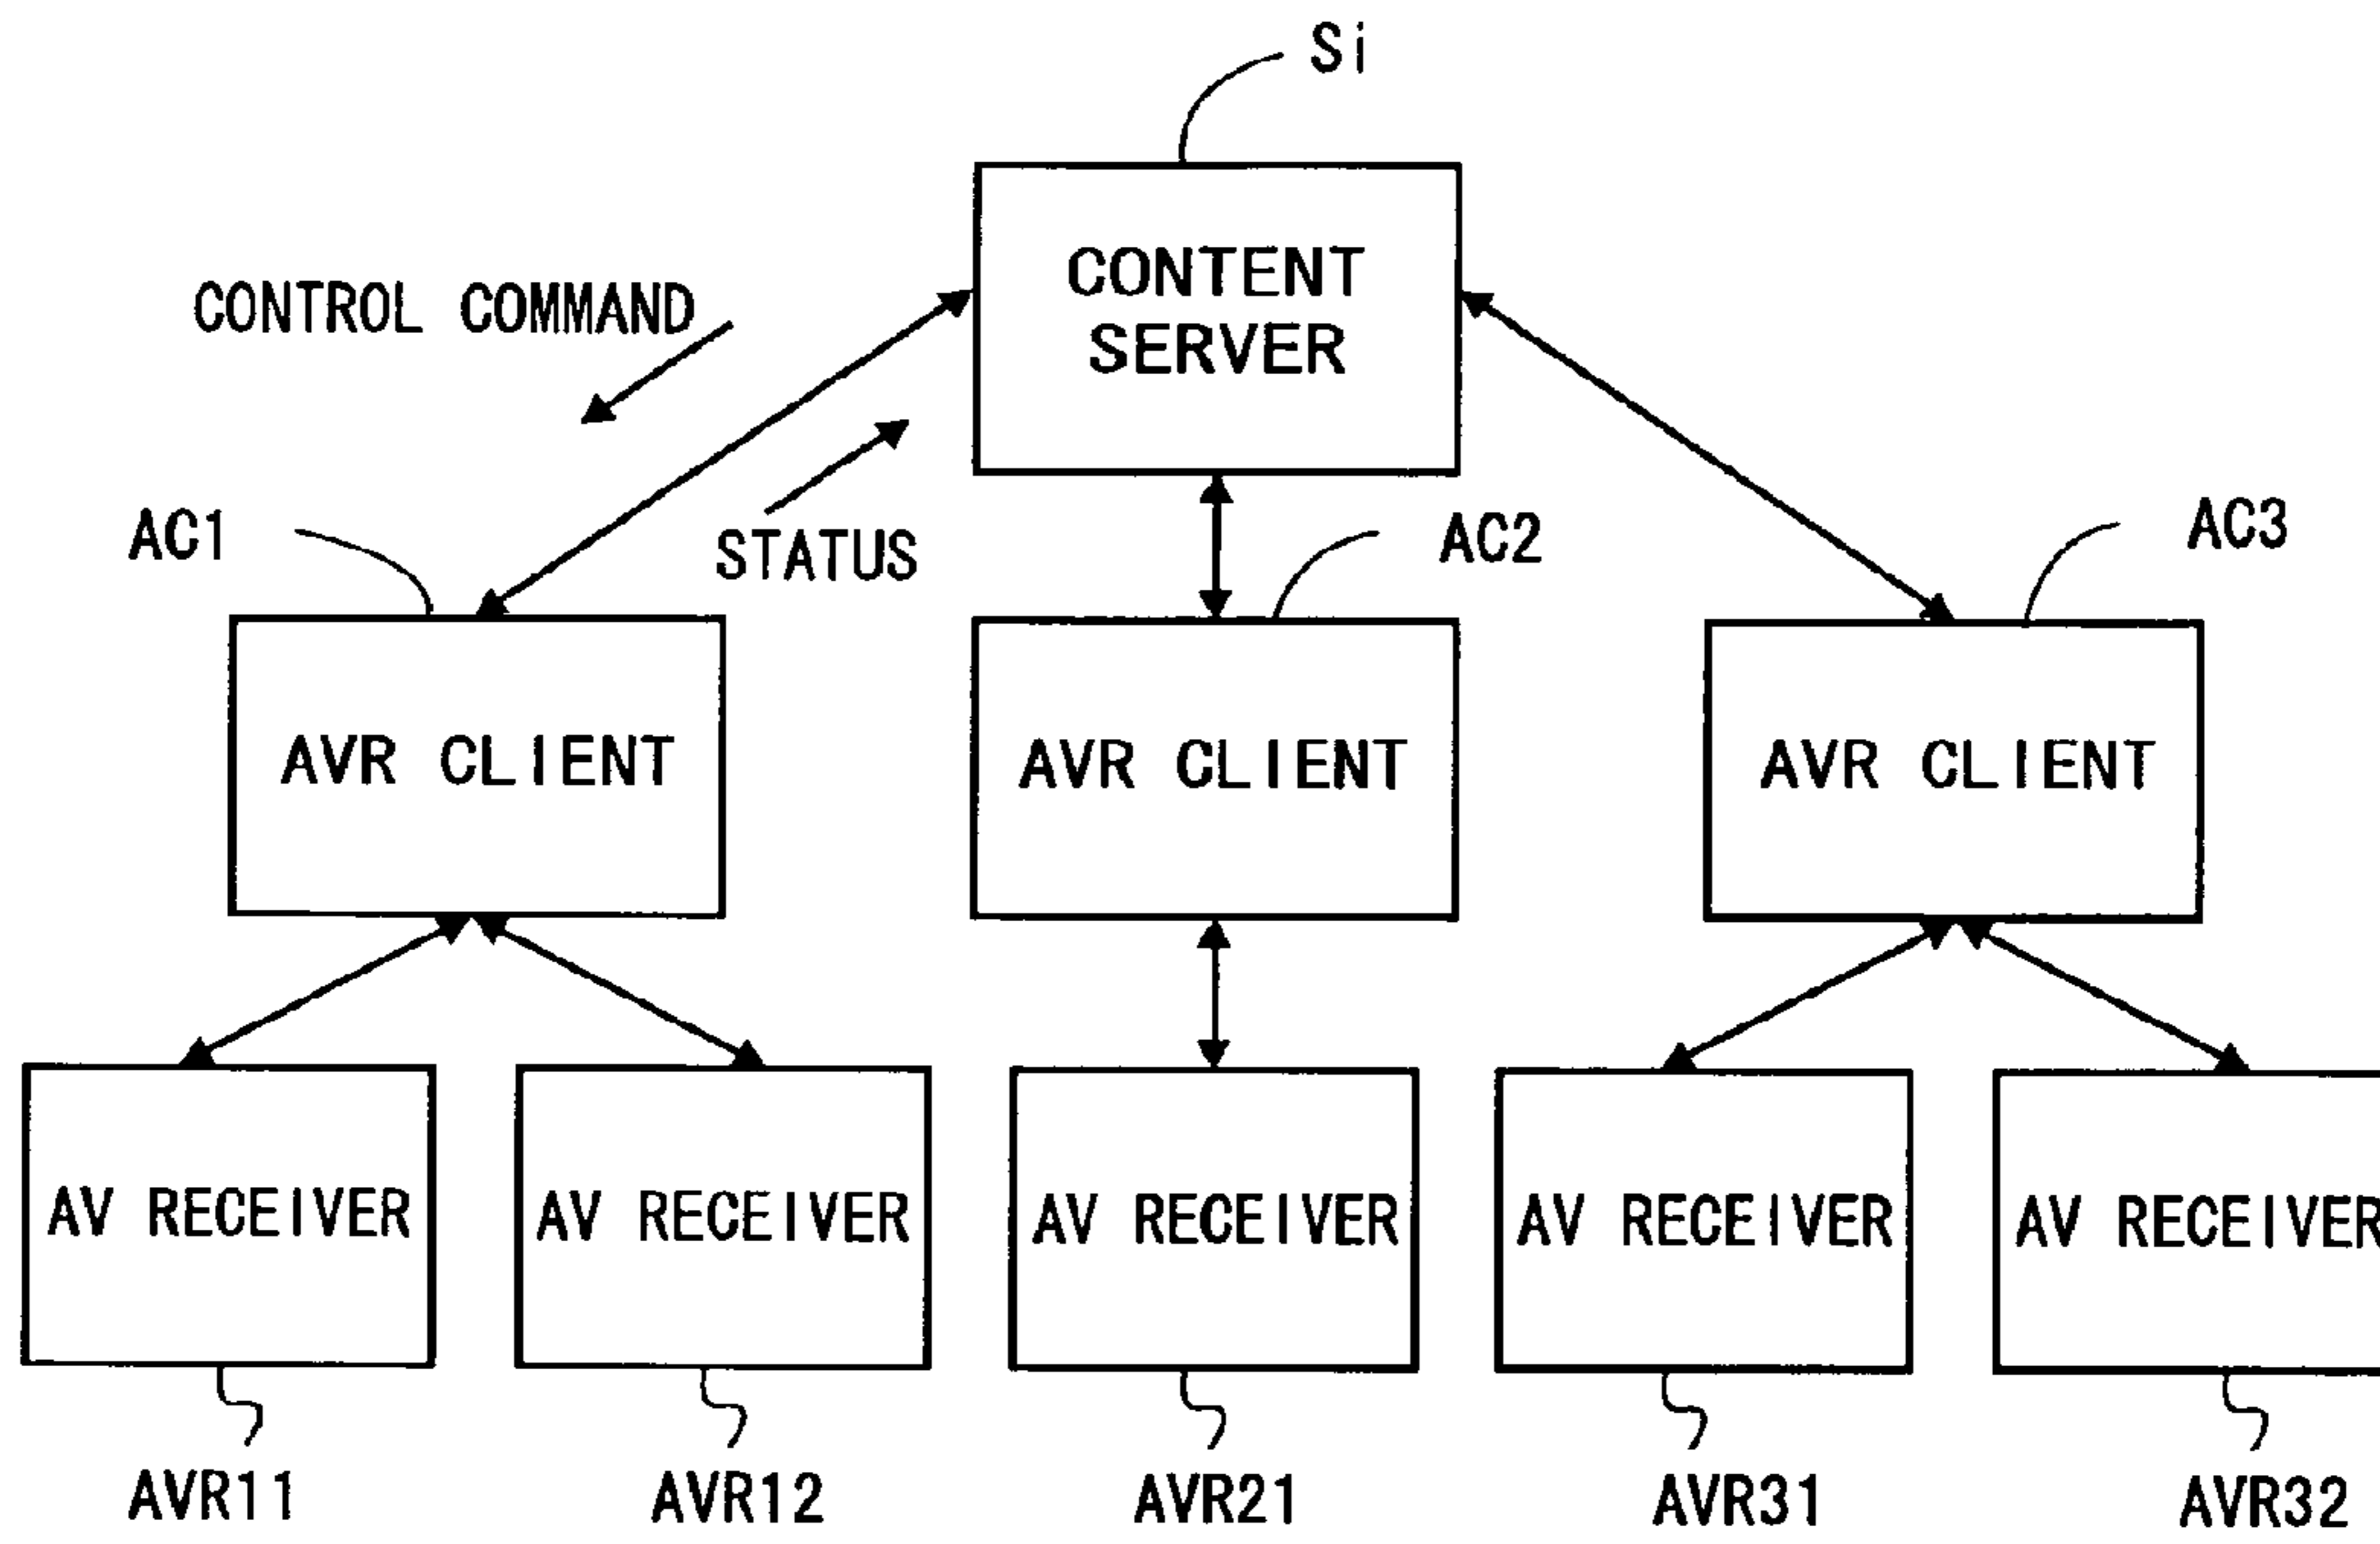 Si
CONTENT
SERVER
CONTROL COMMAND
STATUS
AC1
AC2
AC3
AVR CLIENT
AVR CLIENT
AVR CLIENT
AV RECEIVER
AV RECEIVER
AV RECEIVER
AV RECEIVER
AV RECEIVER
AVR11
AVR12
AVR21
AVR31
AVR32